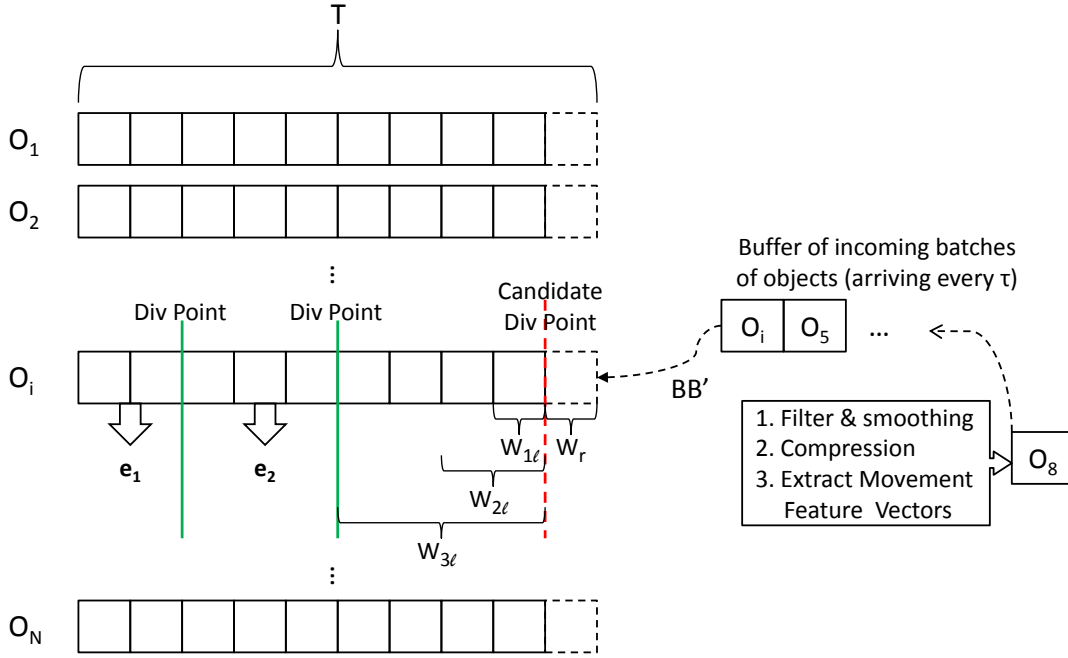 T
O₁
O₂
⋮
Buffer of incoming batches
of objects (arriving every τ)
Div Point
Div Point
Candidate
Div Point
Oᵢ
Oᵢ O₅ ...
BB'
W₁ℓ Wᵣ
e₁
e₂
W₂ℓ
W₃ℓ
1. Filter & smoothing
2. Compression
3. Extract Movement
Feature Vectors
O₈
⋮
O_N